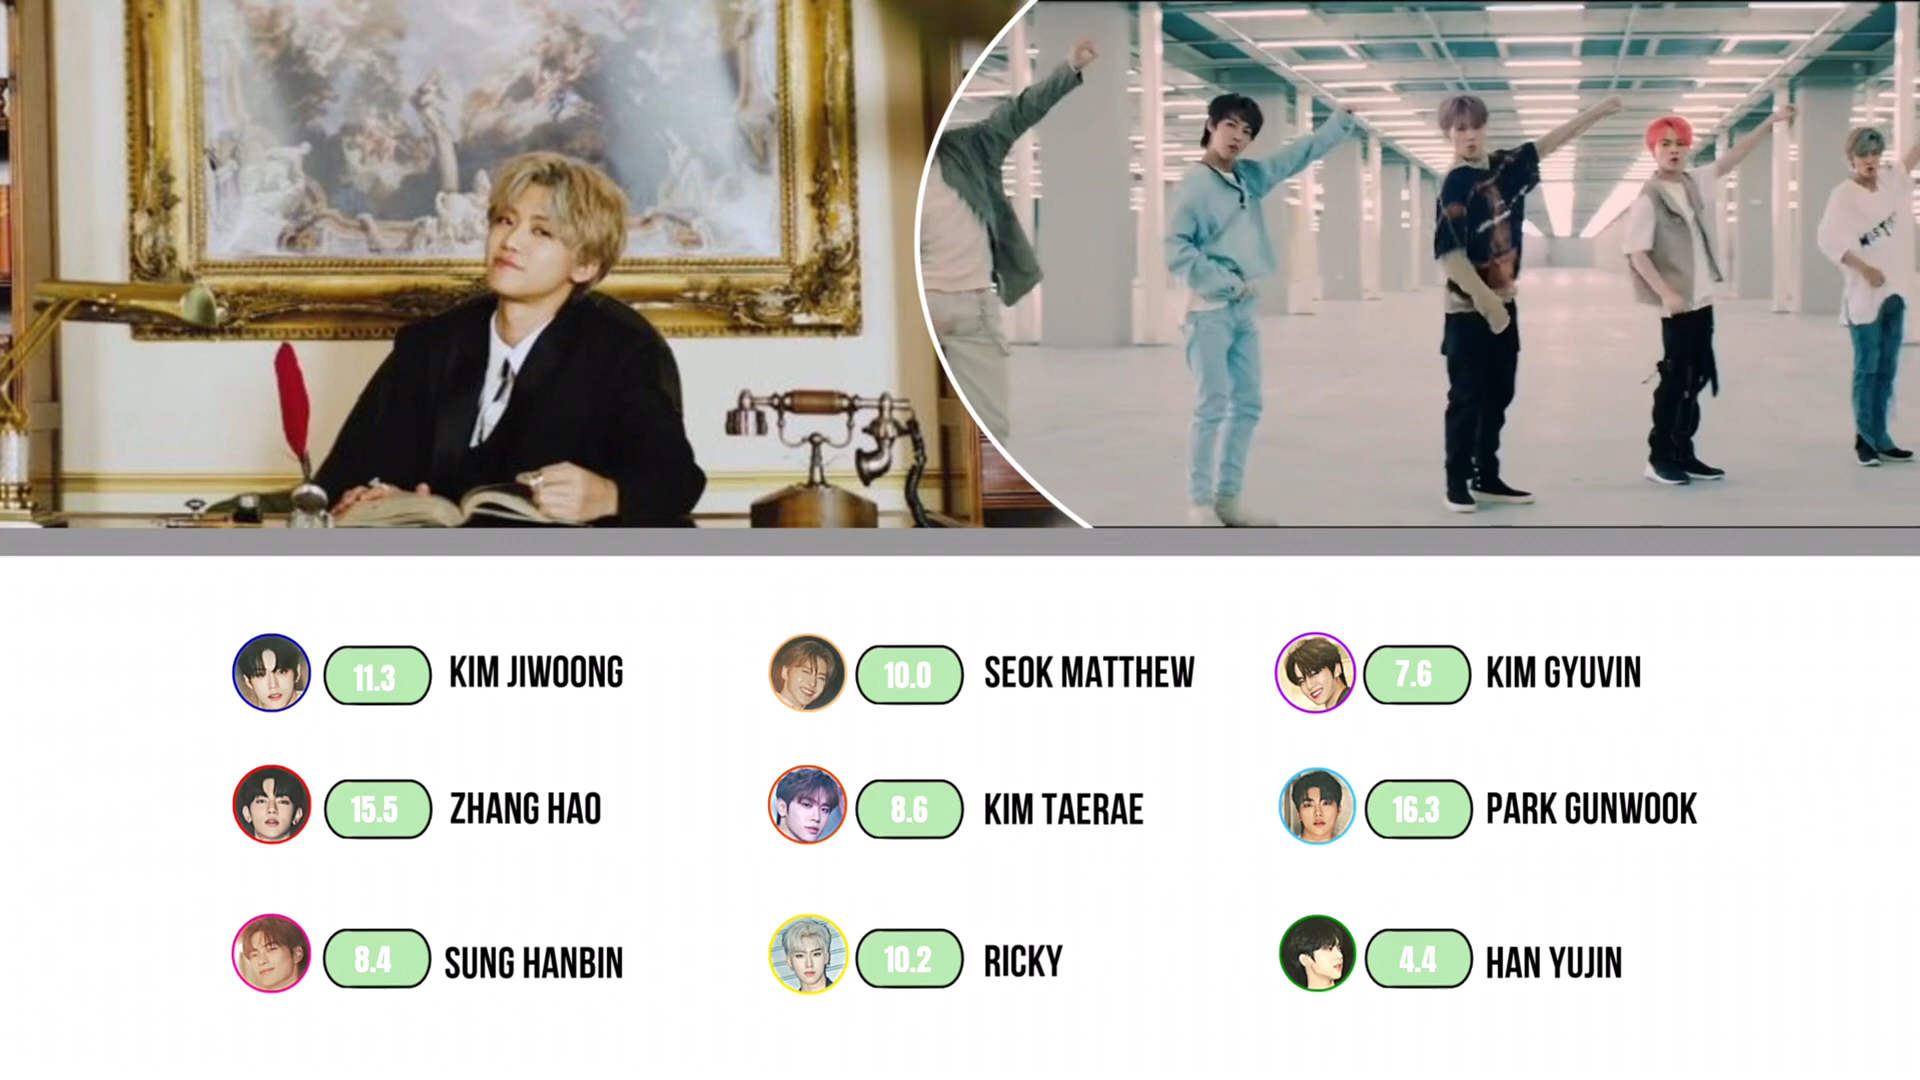 11.3 KIM JIWOONG
10.0 SEOK MATTHEW
7.6 KIM GYUVIN
15.5 ZHANG HAO
8.6 KIM TAERAE
16.3 PARK GUNWOOK
8.4 SUNG HANBIN
10.2 RICKY
4.4 HAN YUJIN